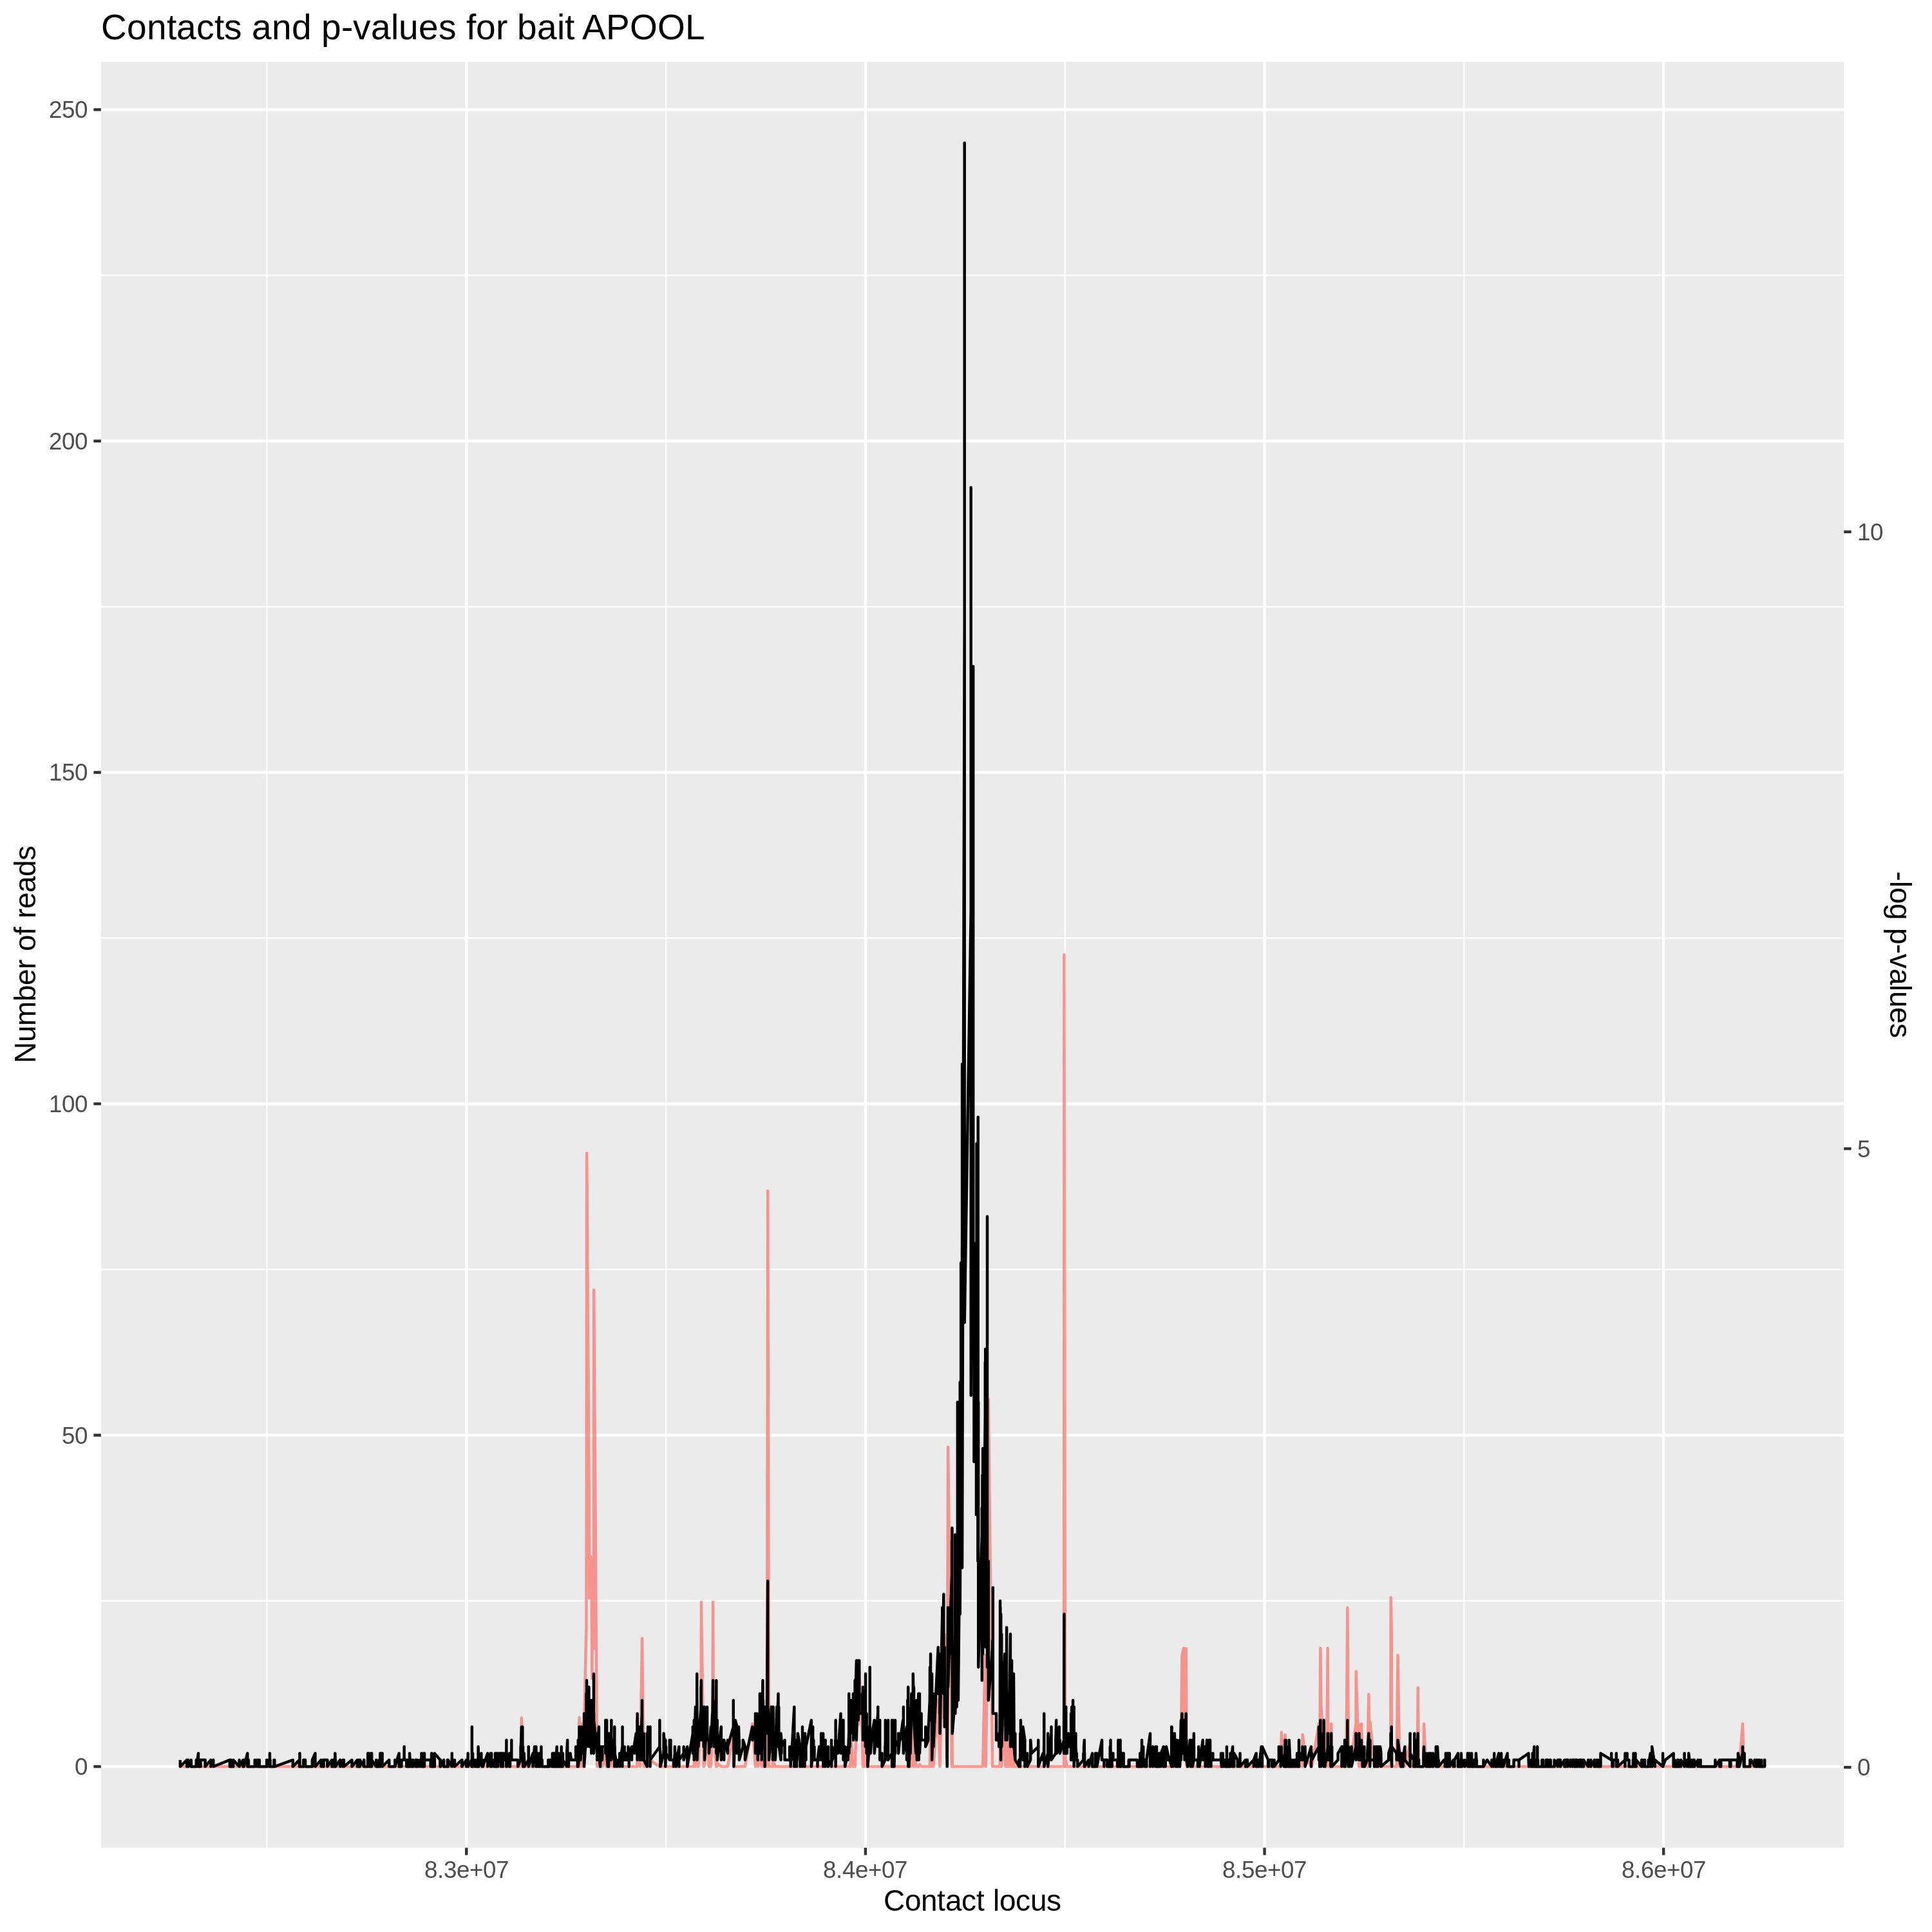 Contacts and p-values for bait APOOL
250
200
150
100
50
0
Number of reads
10
5
0
-log p-values
8.3e+07
8.4e+07
8.5e+07
8.6e+07
Contact locus